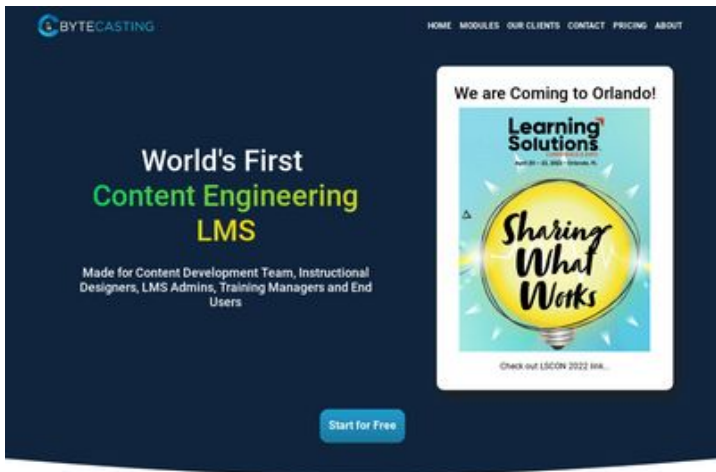 BYTECASTING
HOME MODULES OUR CLIENTS CONTACT PRICING ABOUT
World's First
Content Engineering
LMS
Made for Content Development Team, Instructional
Designers, LMS Admins, Training Managers and End
Users
We are Coming to Orlando!
Learning
Solutions
Orlando, FL
Sharing
What
Works
Check out LSCON 2022 link...
Start for Free